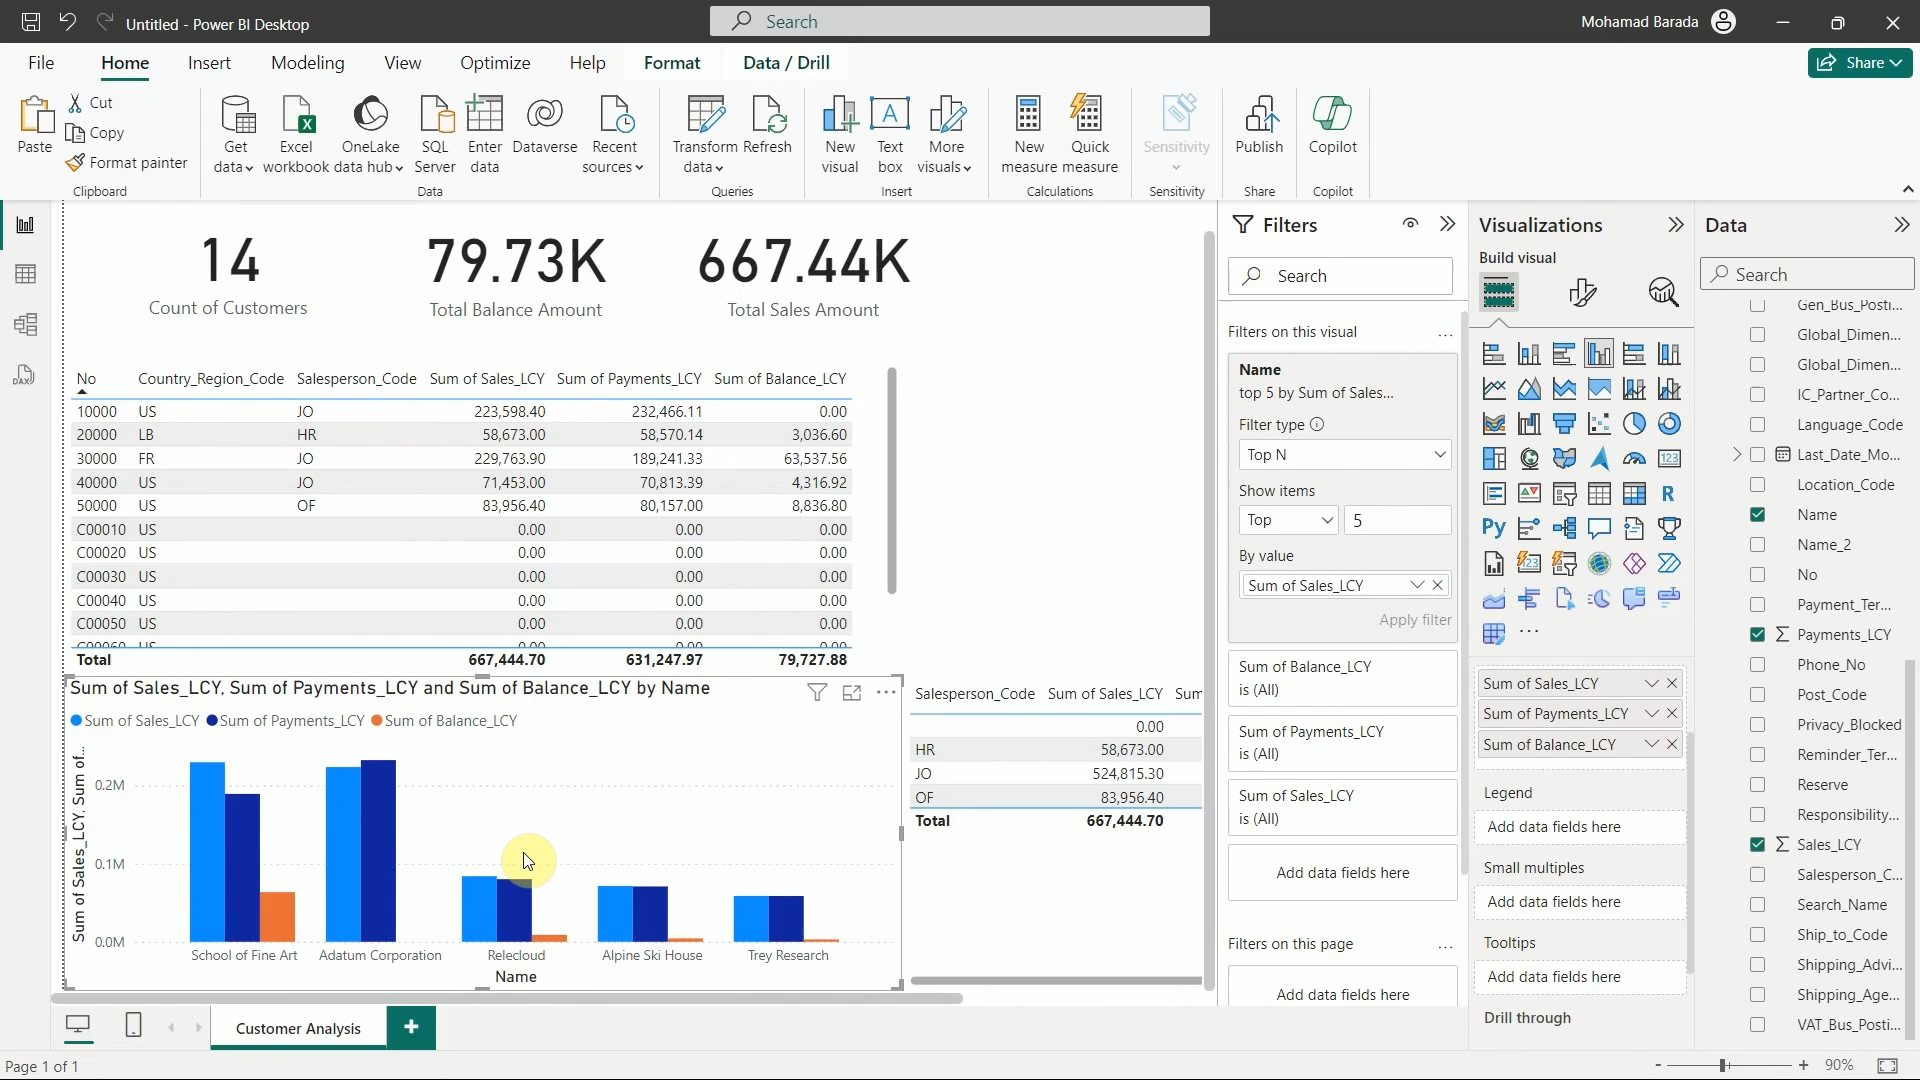 Untitled - Power BI Desktop
Search
Mohamad Barada
File Home Insert Modeling View Optimize Help Format Data / Drill
Share
Paste
Cut
Copy
Format painter
Clipboard
Get data
Excel workbook
OneLake data hub
SQL Server
Enter data
Dataverse
Recent sources
Data
Transform data
Refresh
Queries
New visual
Text box
More visuals
Insert
New measure
Quick measure
Calculations
Sensitivity
Sensitivity
Publish
Share
Copilot
Copilot
14
Count of Customers
79.73K
Total Balance Amount
667.44K
Total Sales Amount
No Country_Region_Code Salesperson_Code Sum of Sales_LCY Sum of Payments_LCY Sum of Balance_LCY
10000 US JO 223,598.40 232,466.11 0.00
20000 LB HR 58,673.00 58,570.14 3,036.60
30000 FR JO 229,763.90 189,241.33 63,537.56
40000 US JO 71,453.00 70,813.39 4,316.92
50000 US OF 83,956.40 80,157.00 8,836.80
C00010 US 0.00 0.00 0.00
C00020 US 0.00 0.00 0.00
C00030 US 0.00 0.00 0.00
C00040 US 0.00 0.00 0.00
C00050 US 0.00 0.00 0.00
Total 667,444.70 631,247.97 79,727.88
Sum of Sales_LCY, Sum of Payments_LCY and Sum of Balance_LCY by Name
Sum of Sales_LCY Sum of Payments_LCY Sum of Balance_LCY
Sum of Sales_LCY, Sum of...
0.2M
0.1M
0.0M
School of Fine Art Adatum Corporation Relecloud Alpine Ski House Trey Research
Name
Salesperson_Code Sum of Sales_LCY Sum
0.00
HR 58,673.00
JO 524,815.30
OF 83,956.40
Total 667,444.70
Filters
Search
Filters on this visual ...
Name
top 5 by Sum of Sales...
Filter type
Top N
Show items
Top 5
By value
Sum of Sales_LCY
Apply filter
Sum of Balance_LCY
is (All)
Sum of Payments_LCY
is (All)
Sum of Sales_LCY
is (All)
Add data fields here
Filters on this page ...
Add data fields here
Visualizations
Build visual
123
R
Py
123
...
Sum of Sales_LCY
Sum of Payments_LCY
Sum of Balance_LCY
Legend
Add data fields here
Small multiples
Add data fields here
Tooltips
Add data fields here
Drill through
Data
Search
Gen_Bus_Posti...
Global_Dimen...
Global_Dimen...
IC_Partner_Co...
Language_Code
Last_Date_Mo...
Location_Code
Name
Name_2
No
Payment_Ter...
Payments_LCY
Phone_No
Post_Code
Privacy_Blocked
Reminder_Ter...
Reserve
Responsibility...
Sales_LCY
Salesperson_C...
Search_Name
Ship_to_Code
Shipping_Advi...
Shipping_Age...
VAT_Bus_Posti...
Customer Analysis
Page 1 of 1
- + 90%